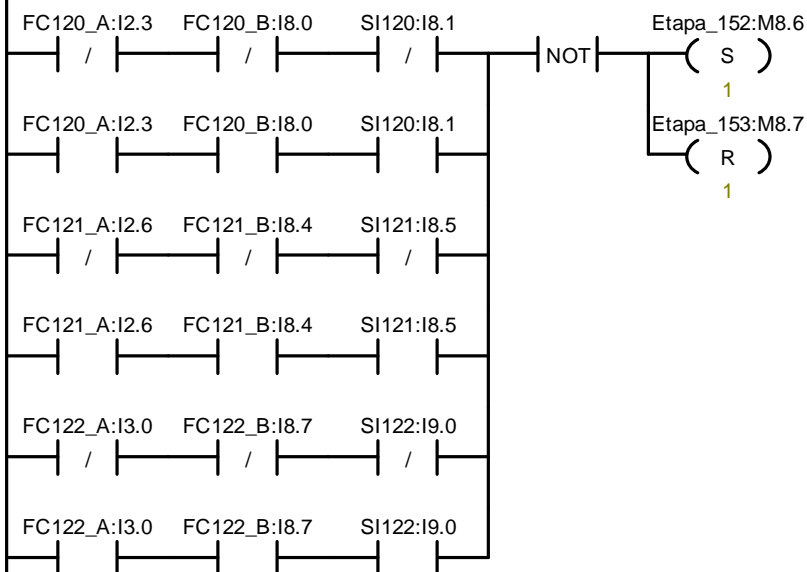 FC120_A:I2.3 FC120_B:I8.0 SI120:I8.1 Etapa_152:M8.6
/ / / NOT S
1
FC120_A:I2.3 FC120_B:I8.0 SI120:I8.1 Etapa_153:M8.7
R
1
FC121_A:I2.6 FC121_B:I8.4 SI121:I8.5
/ / /
FC121_A:I2.6 FC121_B:I8.4 SI121:I8.5
FC122_A:I3.0 FC122_B:I8.7 SI122:I9.0
/ / /
FC122_A:I3.0 FC122_B:I8.7 SI122:I9.0